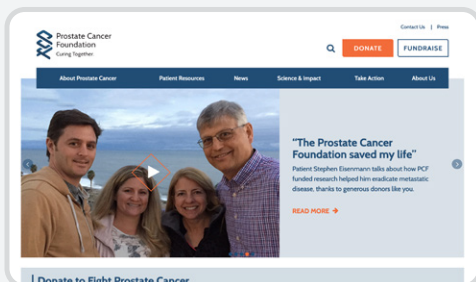 Contact Us | Press
Prostate Cancer
Foundation
Curing Together
DONATE
FUNDRAISE
About Prostate Cancer
Patient Resources
News
Science & Impact
Take Action
About Us
"The Prostate Cancer
Foundation saved my life"
Patient Stephen Eisenmann talks about how PCF
funded research helped him eradicate metastatic
disease, thanks to generous donors like you.
READ MORE
Donate to Fight Prostate Cancer